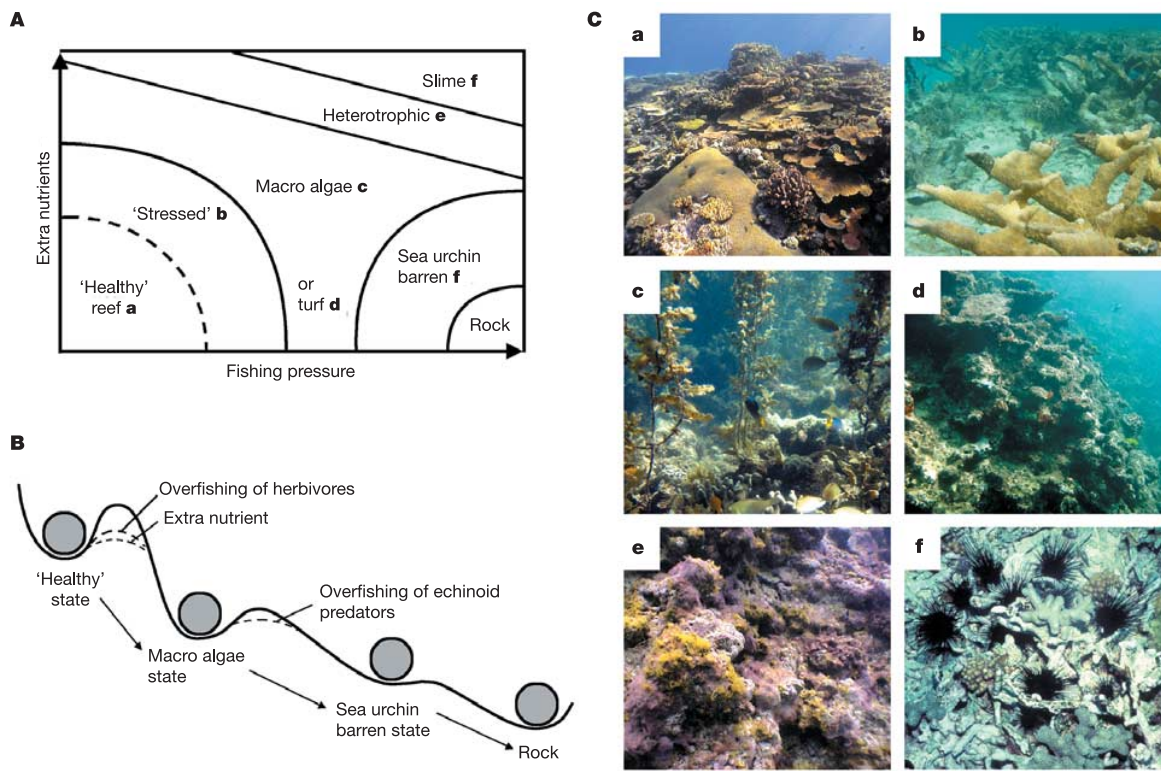 A
Slime f
Heterotrophic e
Extra nutrients
Macro algae c
'Stressed' b
Sea urchin
barren f
or
turf d
'Healthy'
reef a
Rock
Fishing pressure
B
Overfishing of herbivores
Extra nutrient
'Healthy'
state
Overfishing of echinoid
predators
Macro algae
state
Sea urchin
barren state
Rock
C
a
b
c
d
e
f